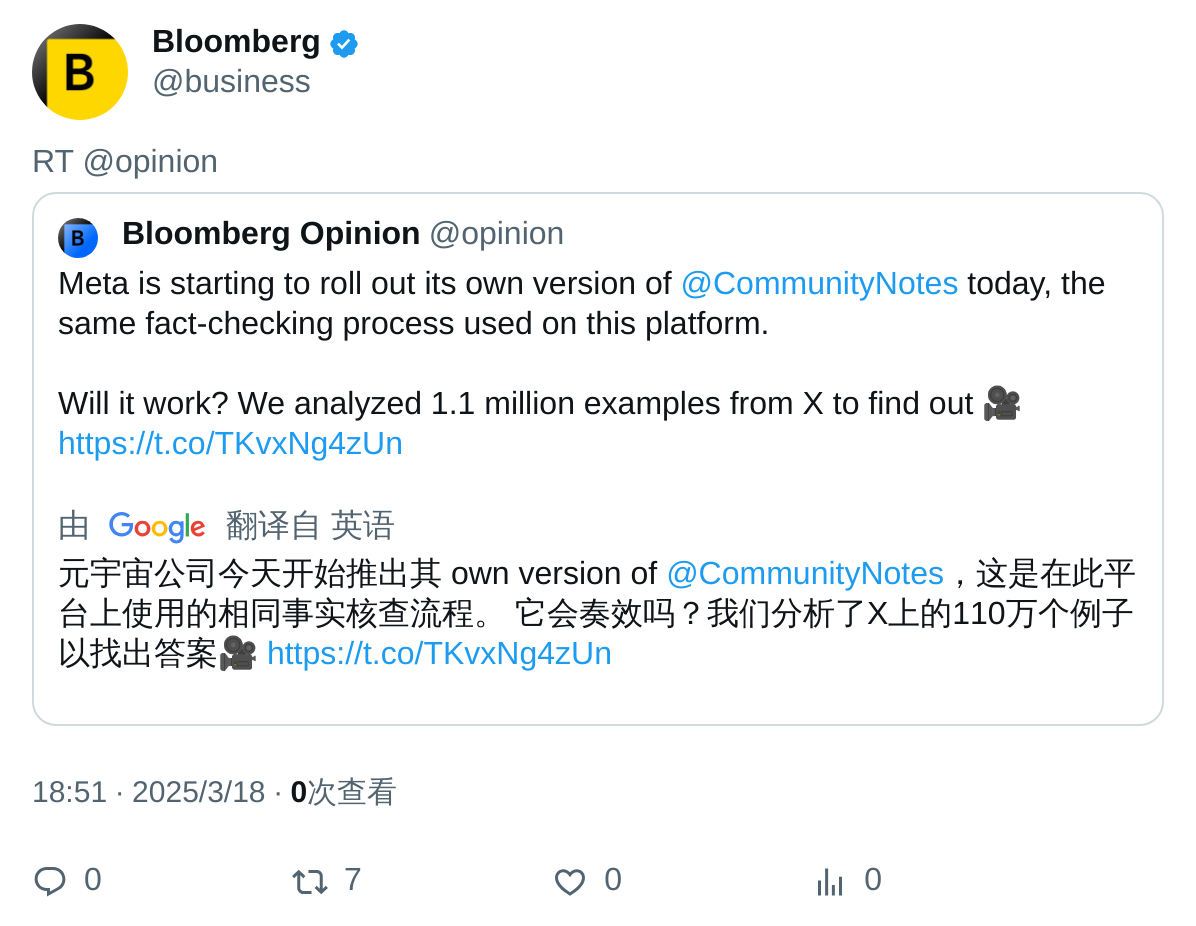 B
Bloomberg
@business
RT @opinion
B
Bloomberg Opinion @opinion
Meta is starting to roll out its own version of @CommunityNotes today, the
same fact-checking process used on this platform.
Will it work? We analyzed 1.1 million examples from X to find out 🎥
https://t.co/TKvxNg4zUn
由 Google 翻译自 英语
元宇宙公司今天开始推出其 own version of @CommunityNotes，这是在此平
台上使用的相同事实核查流程。 它会奏效吗？我们分析了X上的110万个例子
以找出答案🎥 https://t.co/TKvxNg4zUn
18:51 · 2025/3/18 · 0次查看
0 7 0 0